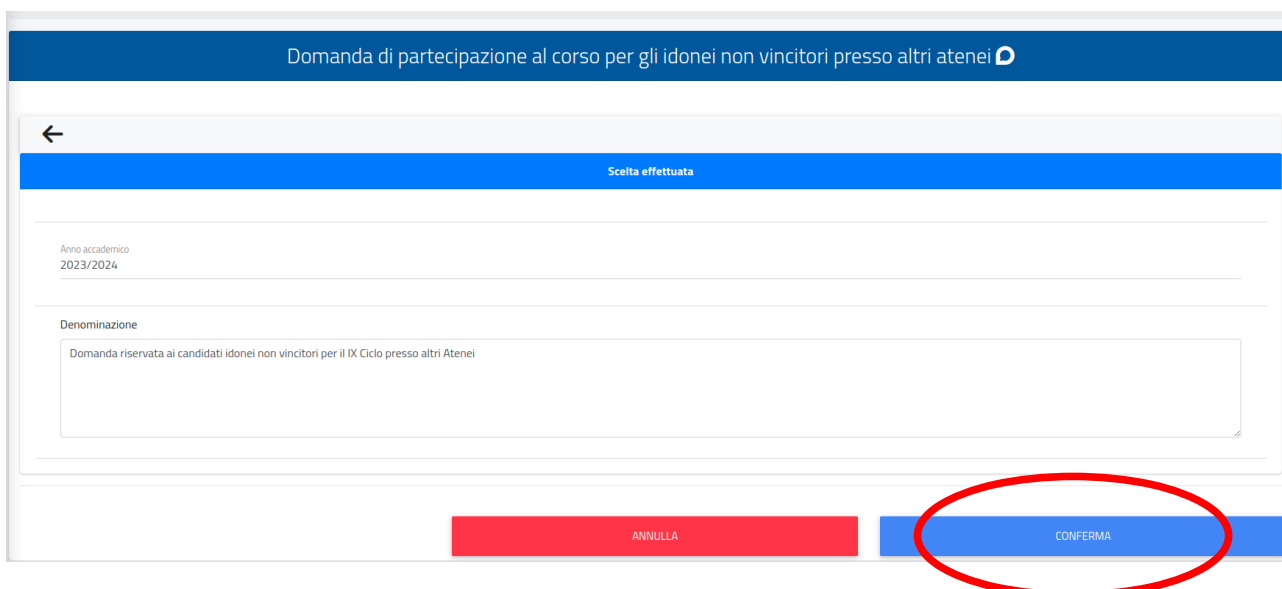 Domanda di partecipazione al corso per gli idonei non vincitori presso altri atenei
Scelta effettuata
Anno accademico
2023/2024
Denominazione
Domanda riservata ai candidati idonei non vincitori per il IX Ciclo presso altri Atenei
ANNULLA
CONFERMA